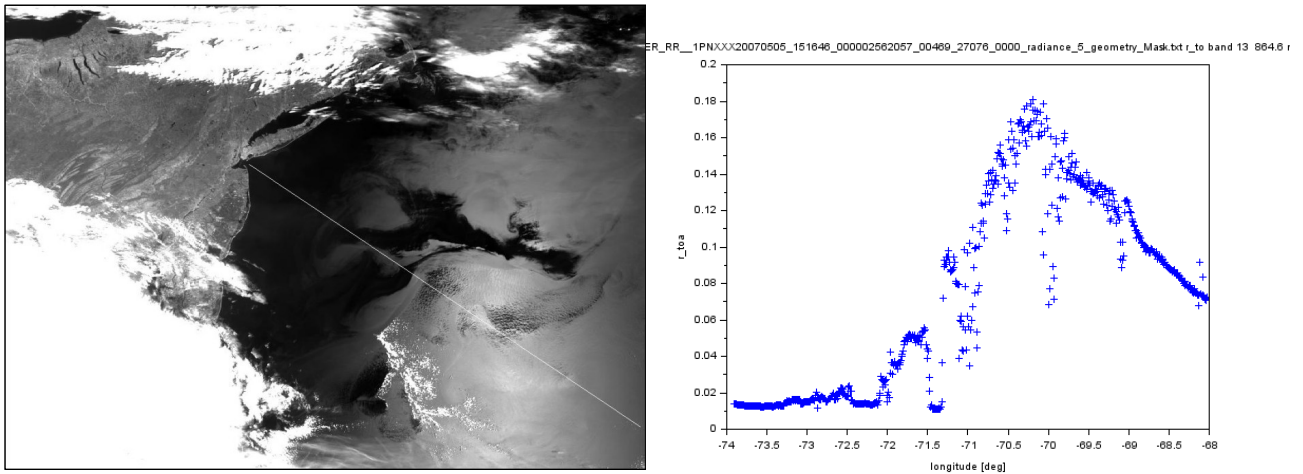 ER_RR__1PNXXX20070505_151646_000002562057_00469_27076_0000_radiance_5_geometry_Mask.txt r_to band 13 864.6 r
0.2
0.18
0.16
0.14
0.12
0.1
0.08
0.06
0.04
0.02
0
r_toa
-74 -73.5 -73 -72.5 -72 -71.5 -71 -70.5 -70 -69.5 -69 -68.5 -68
longitude [deg]